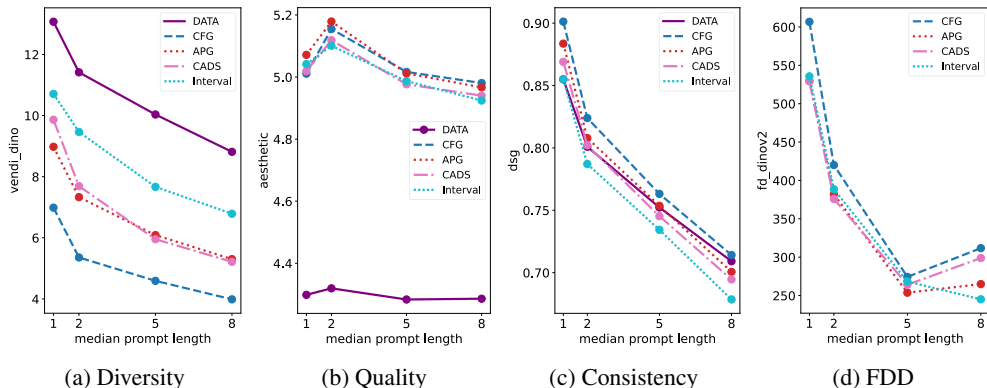 DATA
CFG
APG
CADS
Interval
12
10
8
6
4
vendi_dino
1 2 5 8
median prompt length
(a) Diversity
5.2
5.0
4.8
4.6
4.4
aesthetic
DATA
CFG
APG
CADS
Interval
1 2 5 8
median prompt length
(b) Quality
0.90
0.85
0.80
0.75
0.70
dsg
DATA
CFG
APG
CADS
Interval
1 2 5 8
median prompt length
(c) Consistency
600
550
500
450
400
350
300
250
fd_dinov2
CFG
APG
CADS
Interval
1 2 5 8
median prompt length
(d) FDD